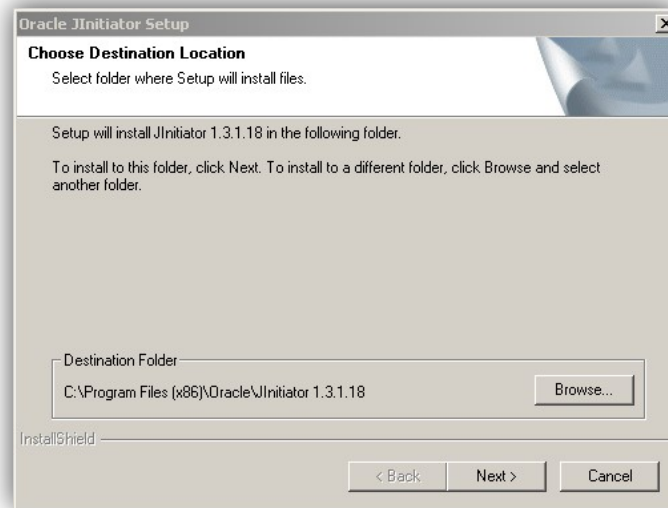 Oracle JInitiator Setup
Choose Destination Location
Select folder where Setup will install files.
Setup will install JInitiator 1.3.1.18 in the following folder.
To install to this folder, click Next. To install to a different folder, click Browse and select
another folder.
Destination Folder
C:\Program Files (x86)\Oracle\JInitiator 1.3.1.18
Browse...
InstallShield
< Back
Next >
Cancel